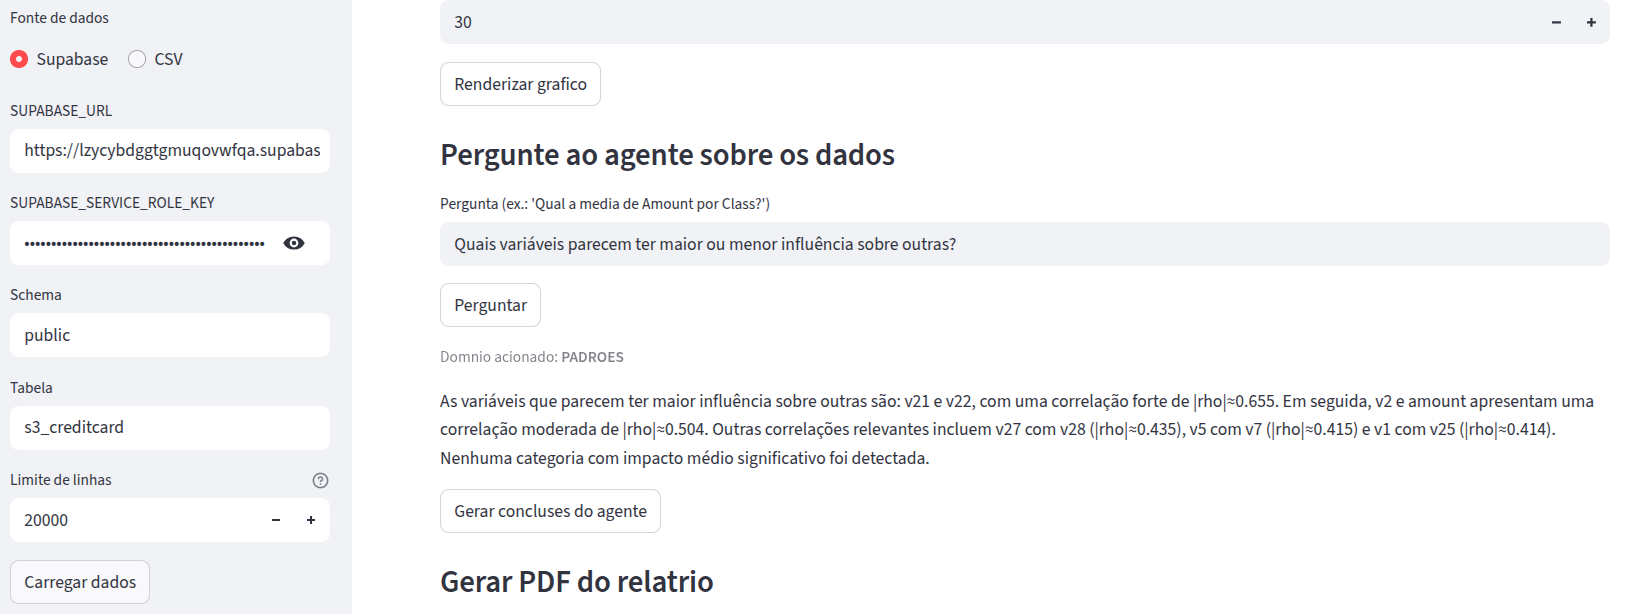 Fonte de dados
Supabase
CSV
SUPABASE_URL
https://lzycybdggtgmuqovwfqa.supabas
SUPABASE_SERVICE_ROLE_KEY
••••••••••••••••••••••••••••••••••••••••••••••
Schema
public
Tabela
s3_creditcard
Limite de linhas
20000
Carregar dados
30
Renderizar grafico
Pergunte ao agente sobre os dados
Pergunta (ex.: 'Qual a media de Amount por Class?')
Quais variáveis parecem ter maior ou menor influência sobre outras?
Perguntar
Domnio acionado: PADROES
As variáveis que parecem ter maior influência sobre outras são: v21 e v22, com uma correlação forte de |rho|≈0.655. Em seguida, v2 e amount apresentam uma
correlação moderada de |rho|≈0.504. Outras correlações relevantes incluem v27 com v28 (|rho|≈0.435), v5 com v7 (|rho|≈0.415) e v1 com v25 (|rho|≈0.414).
Nenhuma categoria com impacto médio significativo foi detectada.
Gerar concluses do agente
Gerar PDF do relatrio